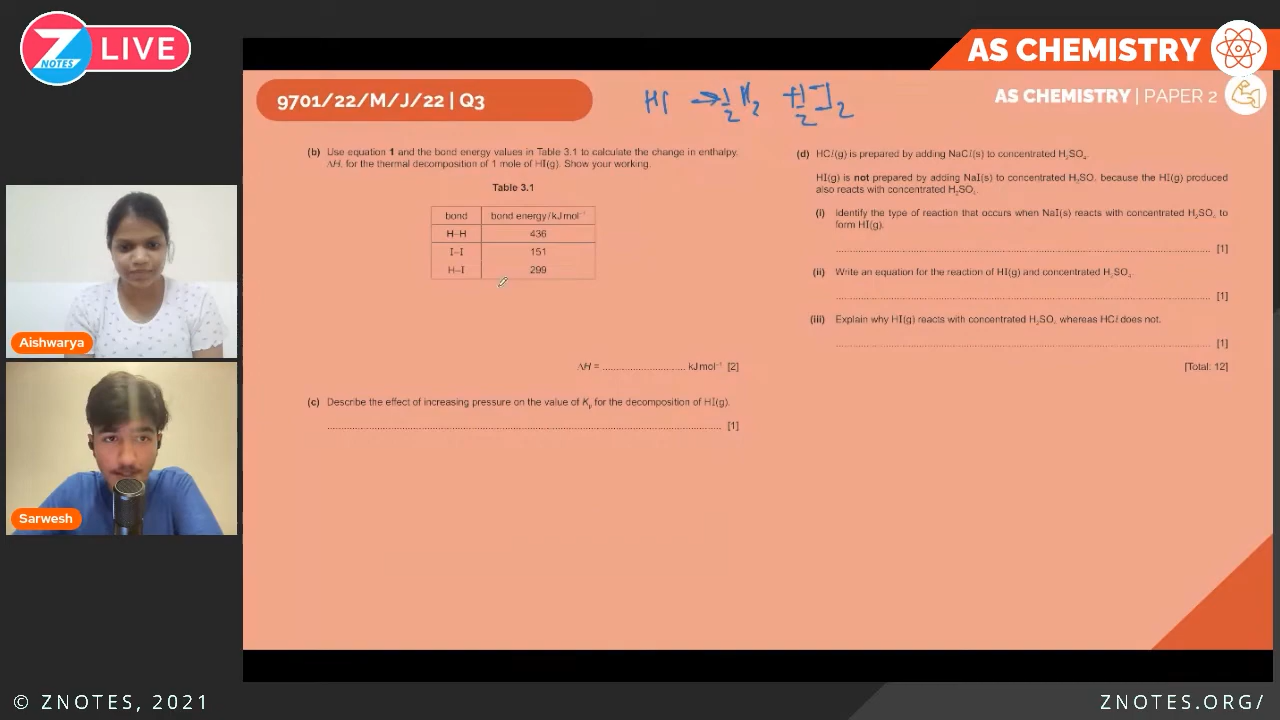 Z
NOTES
LIVE
AS CHEMISTRY
AS CHEMISTRY | PAPER 2
9701/22/M/J/22 | Q3
HI → 1/2 H2 + 1/2 I2
(b) Use equation 1 and the bond energy values in Table 3.1 to calculate the change in enthalpy,
ΔH, for the thermal decomposition of 1 mole of HI(g). Show your working.
Table 3.1
bond bond energy/kJ mol⁻¹
H–H 436
I–I 151
H–I 299
ΔH = .............................. kJ mol⁻¹ [2]
(c) Describe the effect of increasing pressure on the value of Kp for the decomposition of HI(g).
.............................. [1]
(d) HCl(g) is prepared by adding NaCl(s) to concentrated H₂SO₄.
HI(g) is not prepared by adding NaI(s) to concentrated H₂SO₄ because the HI(g) produced
also reacts with concentrated H₂SO₄.
(i) Identify the type of reaction that occurs when NaI(s) reacts with concentrated H₂SO₄ to
form HI(g).
.............................. [1]
(ii) Write an equation for the reaction of HI(g) and concentrated H₂SO₄.
.............................. [1]
(iii) Explain why HI(g) reacts with concentrated H₂SO₄ whereas HCl does not.
.............................. [1]
[Total: 12]
Aishwarya
Sarwesh
© ZNOTES, 2021
ZNOTES.ORG/